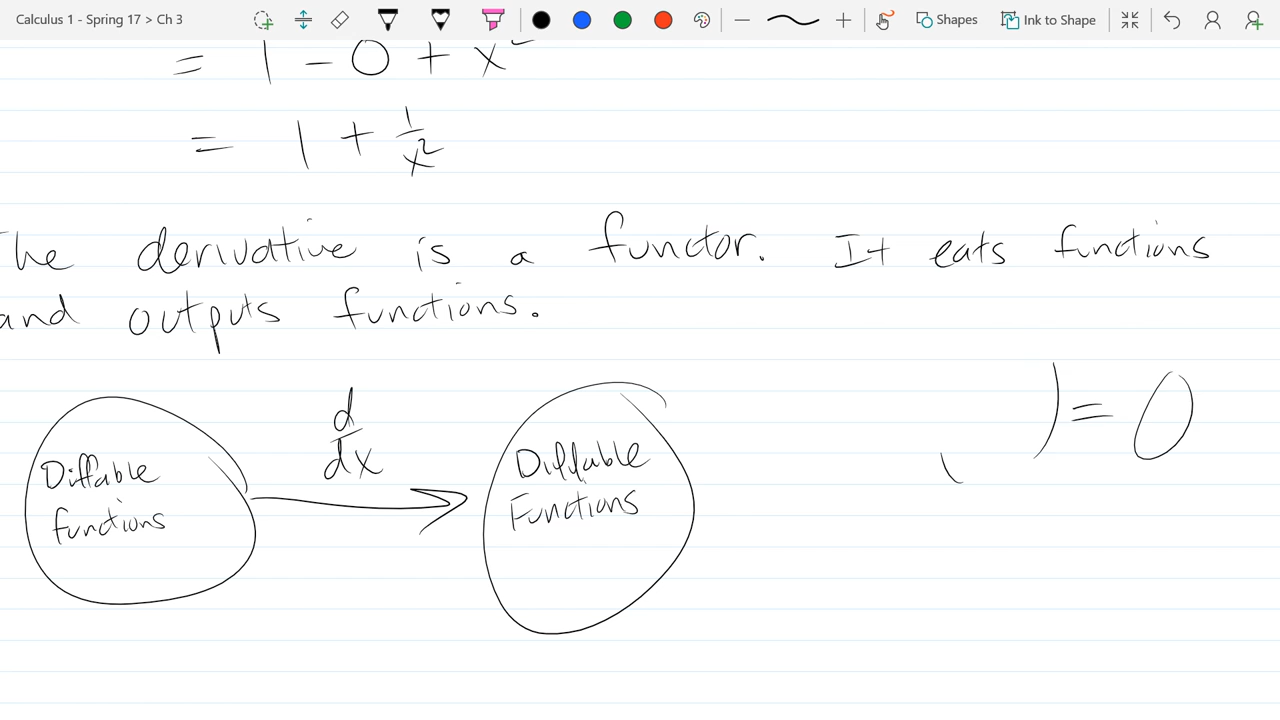 Calculus 1 - Spring 17 > Ch 3
Shapes
Ink to Shape
= 1 - 0 + x²
= 1 + 1/x²
The derivative is a functor. It eats functions
and outputs functions.
d/dx
Diffable
functions
Diffable
Functions
) = 0
(